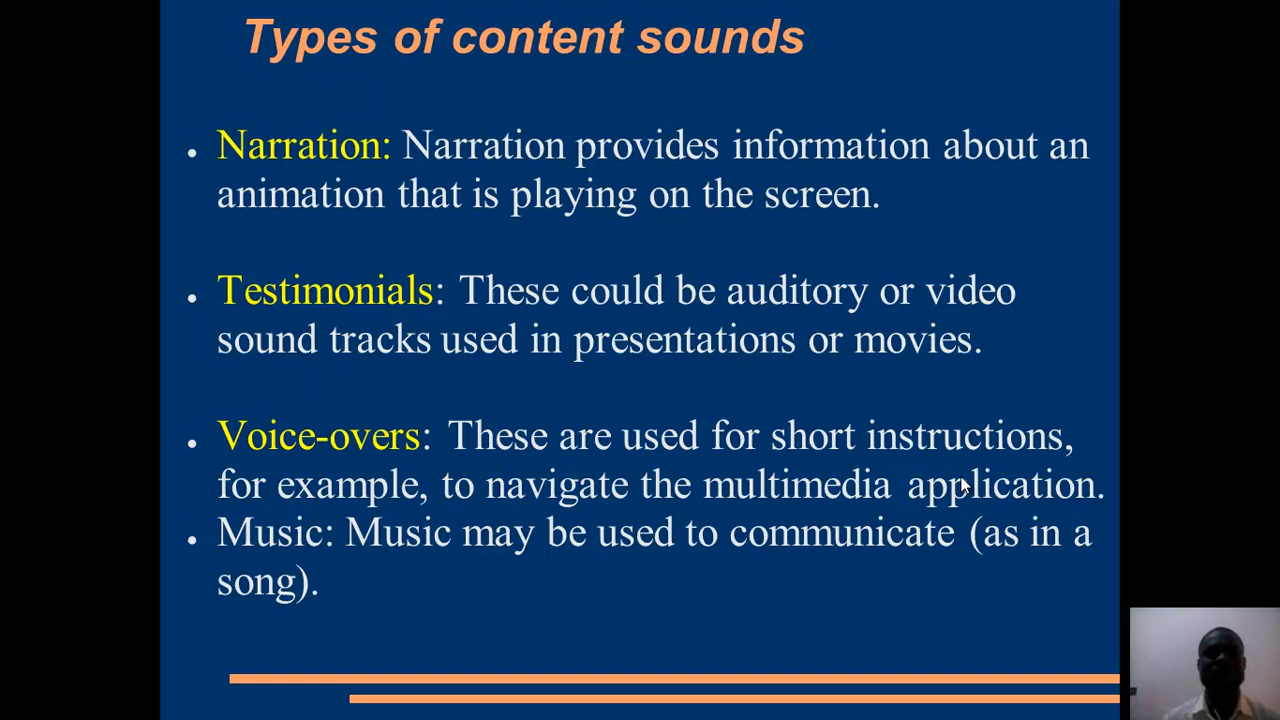 Types of content sounds
• Narration: Narration provides information about an
animation that is playing on the screen.
• Testimonials: These could be auditory or video
sound tracks used in presentations or movies.
• Voice-overs: These are used for short instructions,
for example, to navigate the multimedia application.
• Music: Music may be used to communicate (as in a
song).